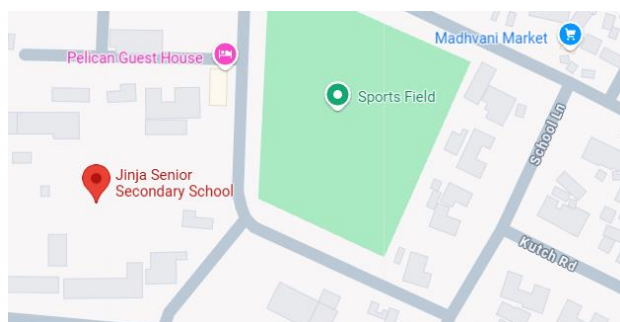 Madhvani Market
Pelican Guest House
Sports Field
School Ln
Jinja Senior
Secondary School
Kutch Rd